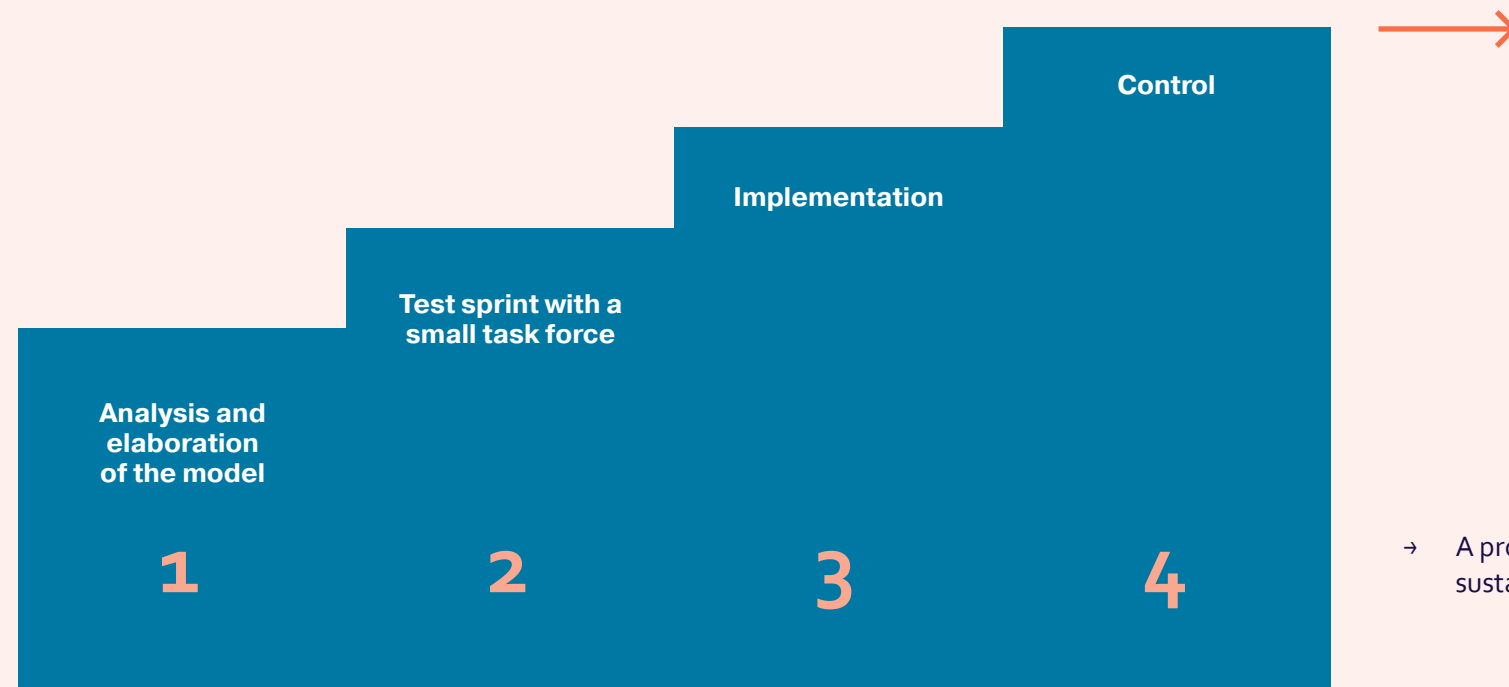 Control
Implementation
Test sprint with a
small task force
Analysis and
elaboration
of the model
1
2
3
4
→ A